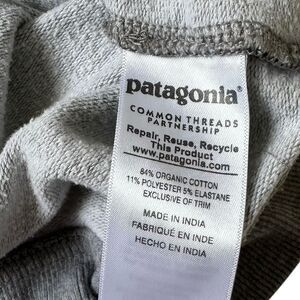 patagonia®
COMMON THREADS
PARTNERSHIP
Repair, Reuse, Recycle
This Product
www.patagonia.com
84% ORGANIC COTTON
11% POLYESTER 5% ELASTANE
EXCLUSIVE OF TRIM
MADE IN INDIA
FABRIQUÉ EN INDE
HECHO EN INDIA